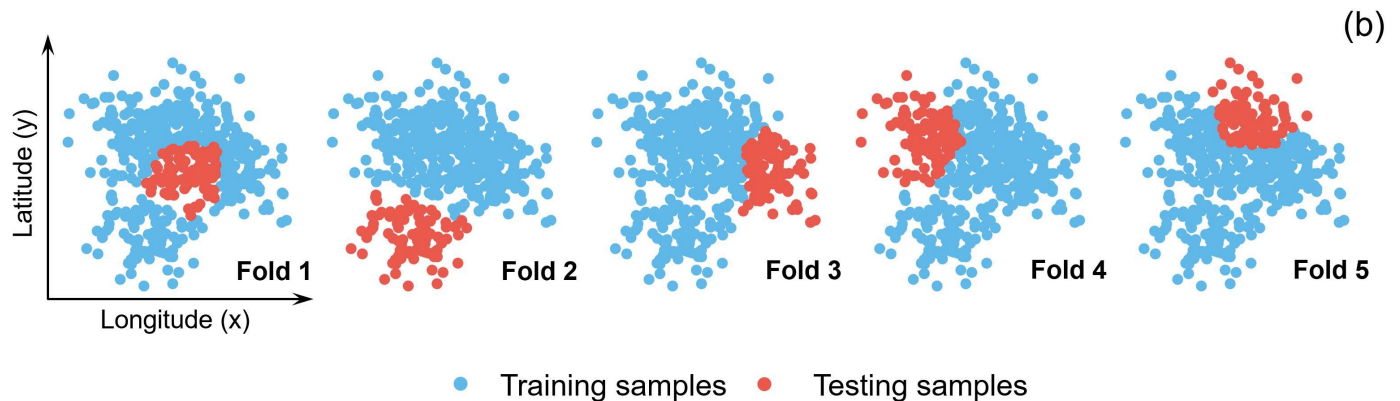 (b)
Latitude (y)
Fold 1
Fold 2
Fold 3
Fold 4
Fold 5
Longitude (x)
Training samples
Testing samples